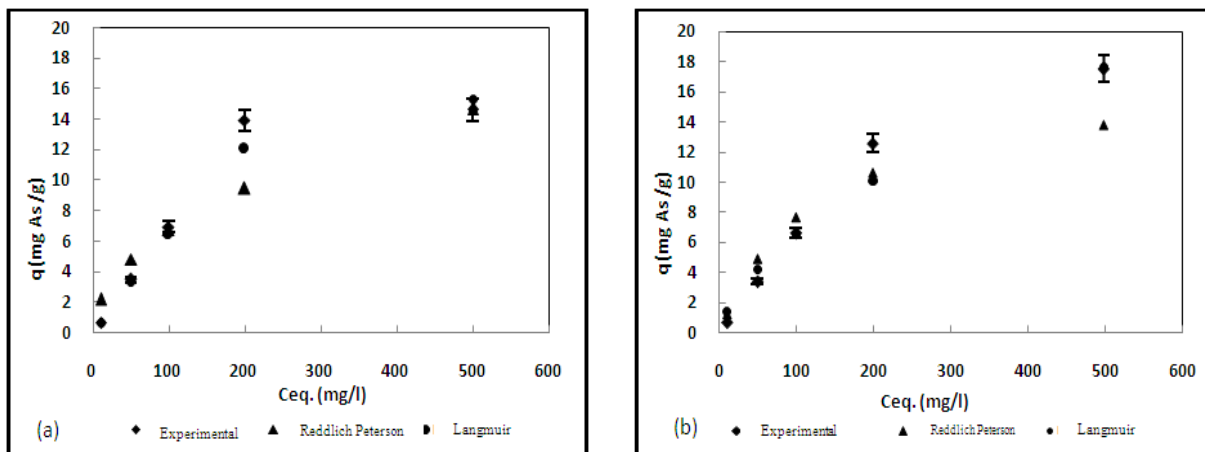 20
18
16
14
12
10
8
6
4
2
0
q (mg As /g)
0 100 200 300 400 500 600
Ceq. (mg/l)
(a) Experimental Reddlich Peterson Langmuir
20
18
16
14
12
10
8
6
4
2
0
q (mg As /g)
0 100 200 300 400 500 600
Ceq. (mg/l)
(b) Experimental Reddlich Peterson Langmuir